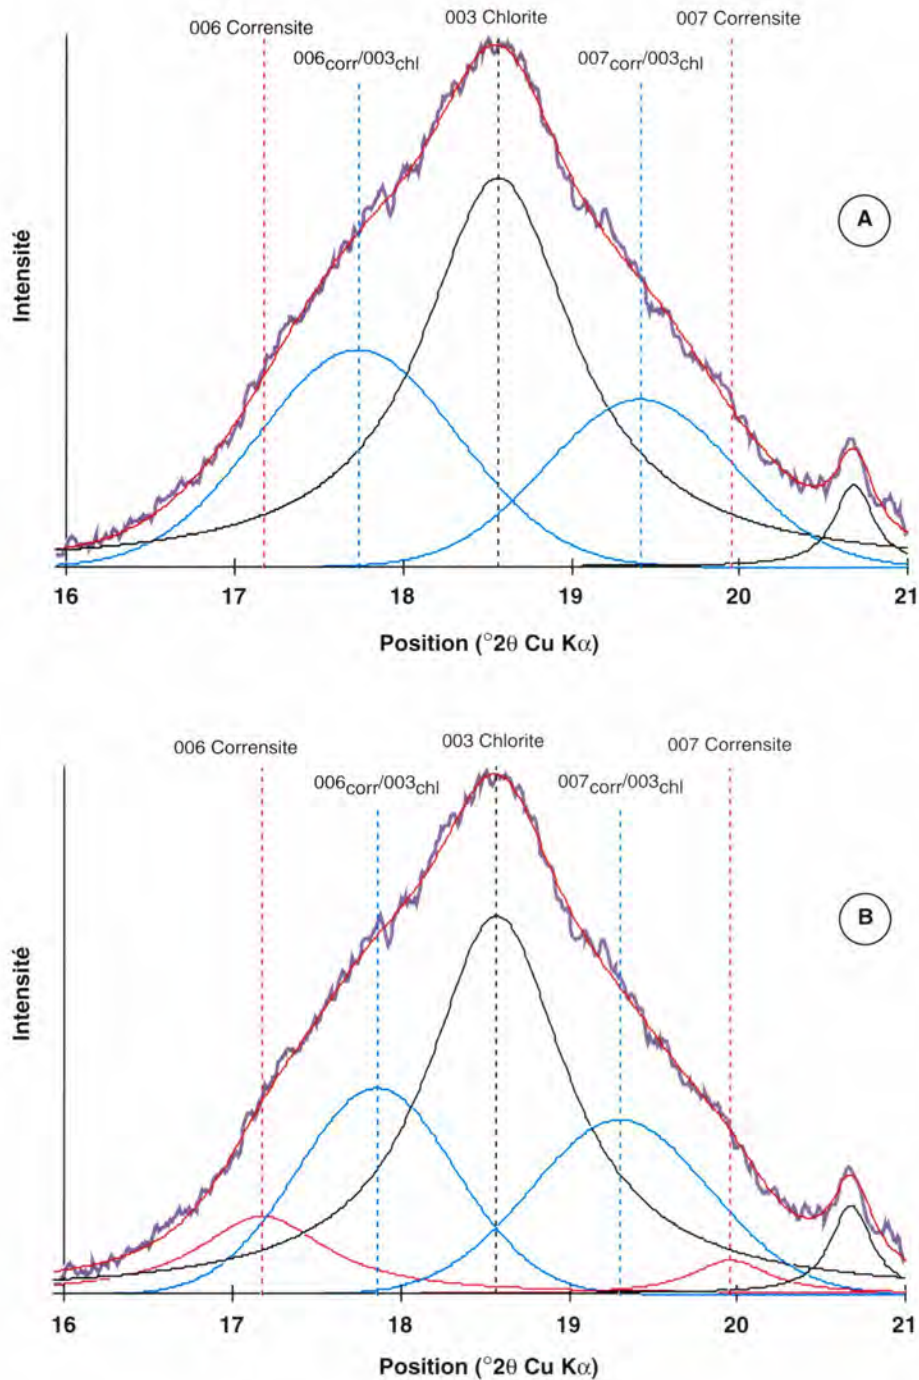 003 Chlorite
006 Corrensite
007 Corrensite
006corr/003chl
007corr/003chl
A
Intensité
16 17 18 19 20 21
Position (°2θ Cu Kα)
003 Chlorite
006 Corrensite
007 Corrensite
006corr/003chl
007corr/003chl
B
Intensité
16 17 18 19 20 21
Position (°2θ Cu Kα)